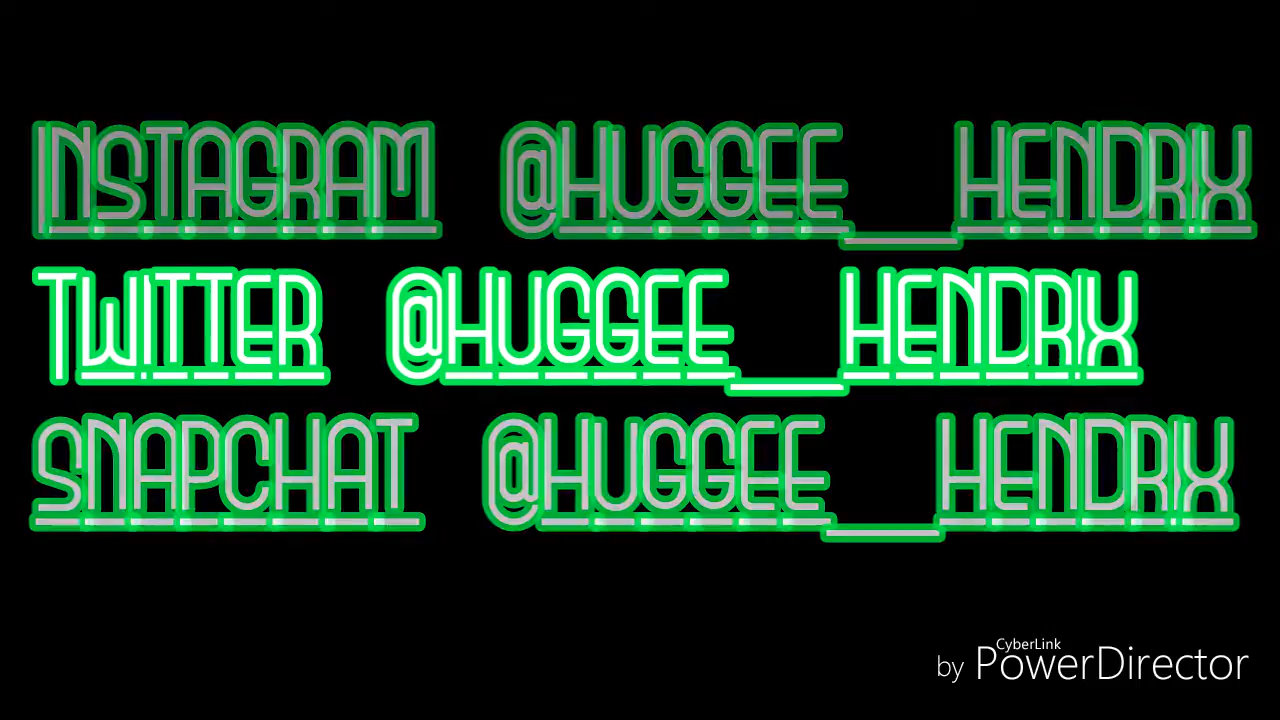 INSTAGRAM @HUGGEE__HENDRIX
TWITTER @HUGGEE__HENDRIX
SNAPCHAT @HUGGEE__HENDRIX
CyberLink
by PowerDirector